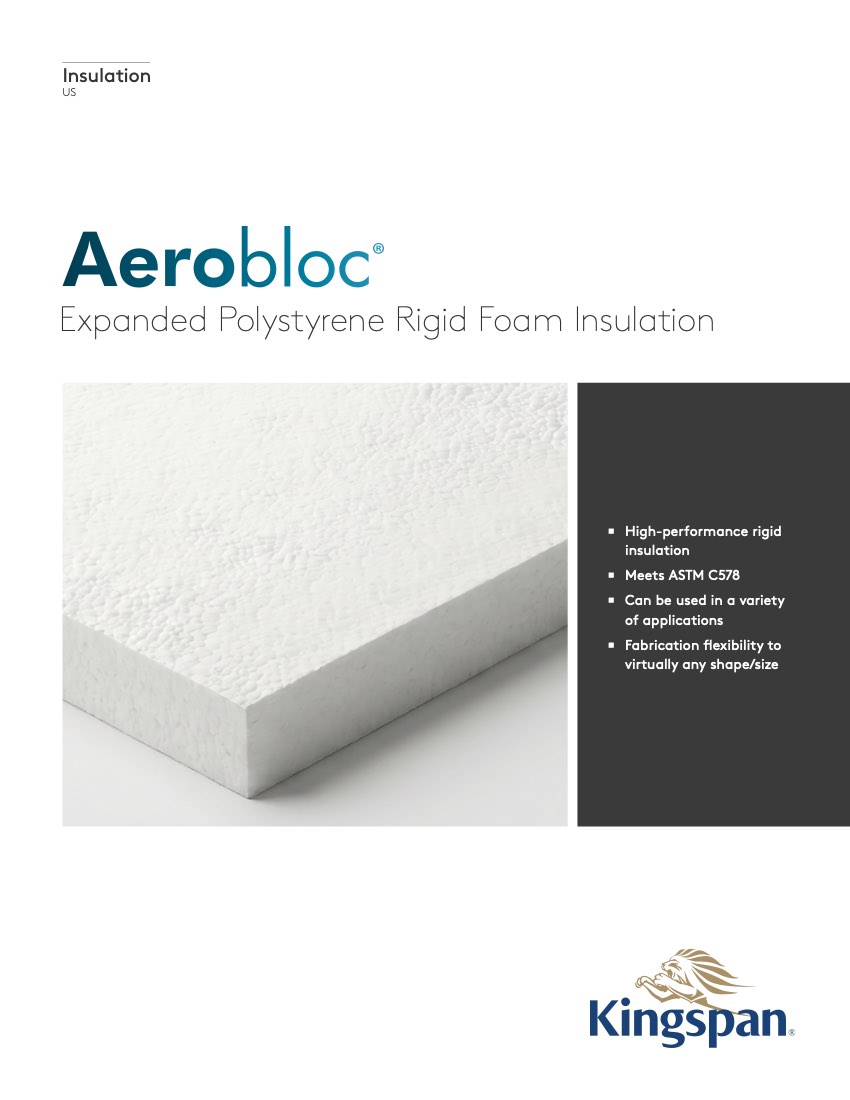 Insulation
US
Aerobloc®
Expanded Polystyrene Rigid Foam Insulation
▪ High-performance rigid
insulation
▪ Meets ASTM C578
▪ Can be used in a variety
of applications
▪ Fabrication flexibility to
virtually any shape/size
Kingspan®